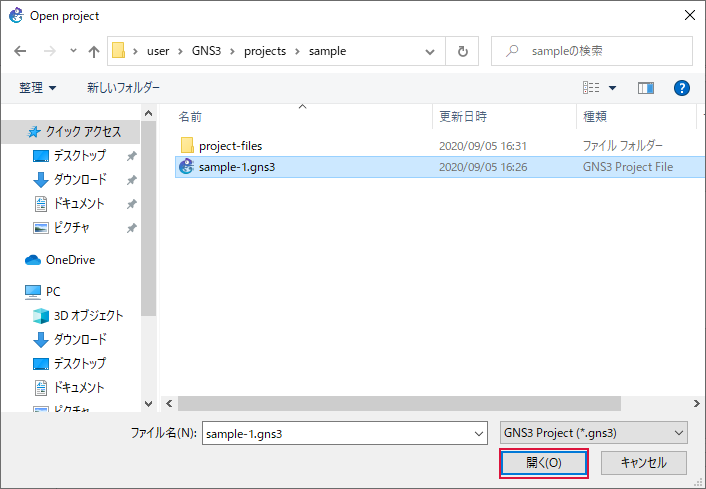 Open project
user > GNS3 > projects > sample
sampleの検索
整理
新しいフォルダー
?
名前
更新日時
種類
project-files
2020/09/05 16:31
ファイル フォルダー
sample-1.gns3
2020/09/05 16:26
GNS3 Project File
クイック アクセス
デスクトップ
ダウンロード
ドキュメント
ピクチャ
OneDrive
PC
3D オブジェクト
ダウンロード
デスクトップ
ドキュメント
ピクチャ
ファイル名(N):
sample-1.gns3
GNS3 Project (*.gns3)
開く(O)
キャンセル